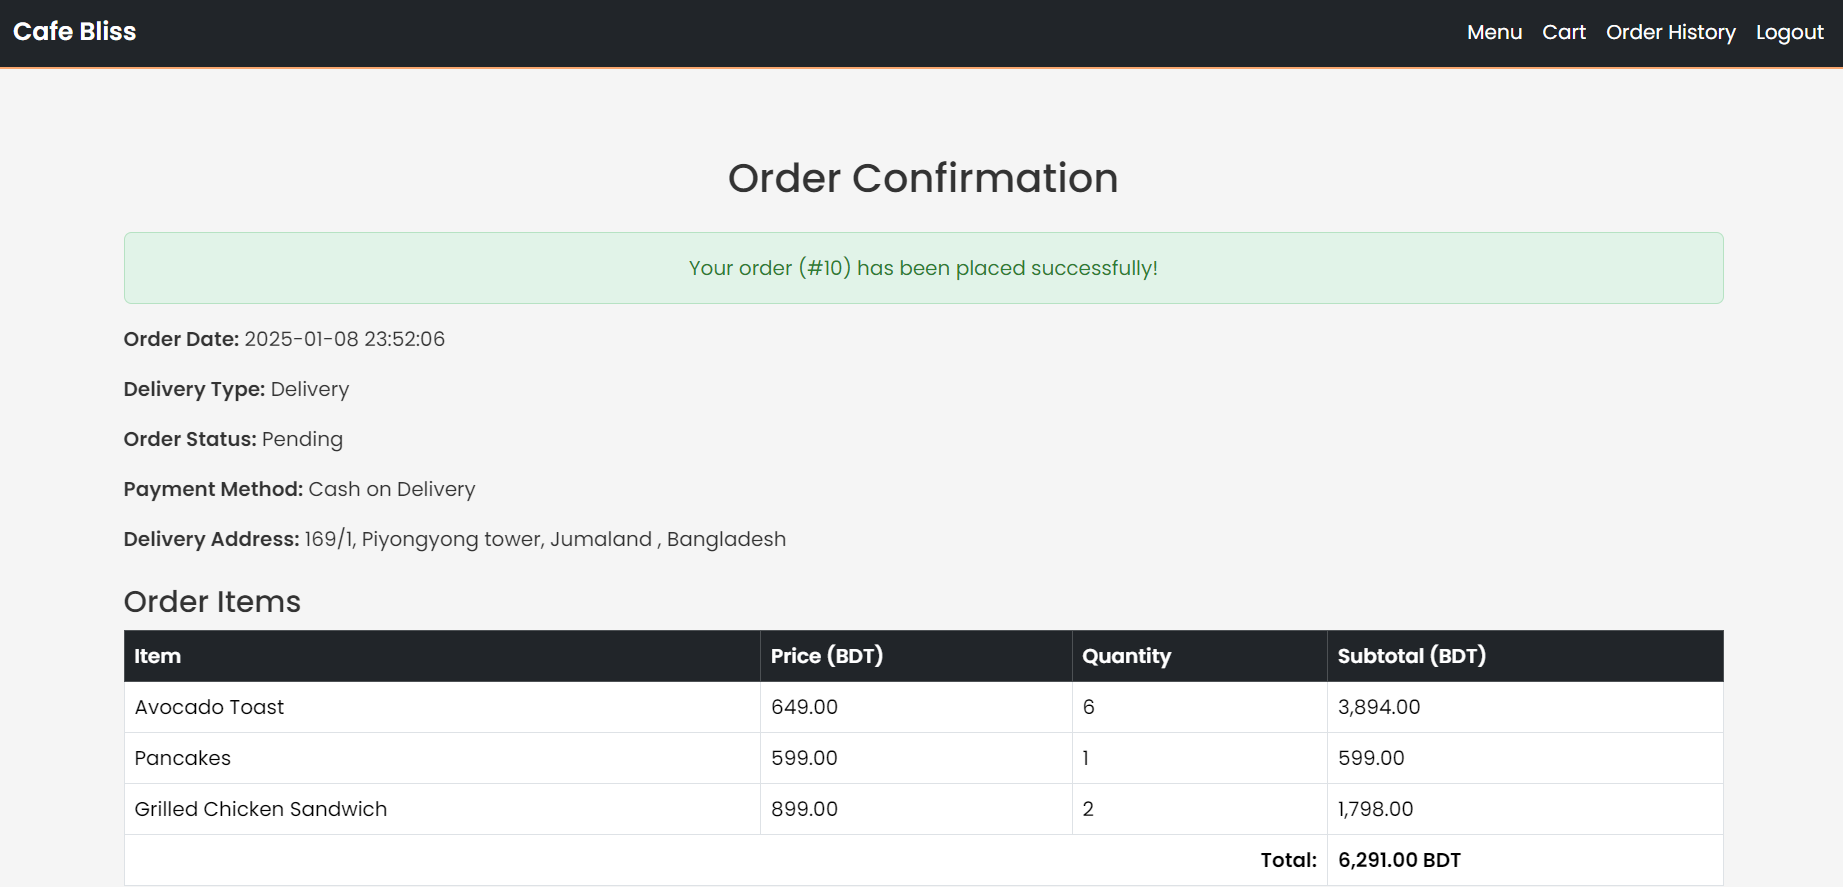 Cafe Bliss
Menu Cart Order History Logout
Order Confirmation
Your order (#10) has been placed successfully!
Order Date: 2025-01-08 23:52:06
Delivery Type: Delivery
Order Status: Pending
Payment Method: Cash on Delivery
Delivery Address: 169/1, Piyongyong tower, Jumaland , Bangladesh
Order Items
Item Price (BDT) Quantity Subtotal (BDT)
Avocado Toast 649.00 6 3,894.00
Pancakes 599.00 1 599.00
Grilled Chicken Sandwich 899.00 2 1,798.00
Total: 6,291.00 BDT